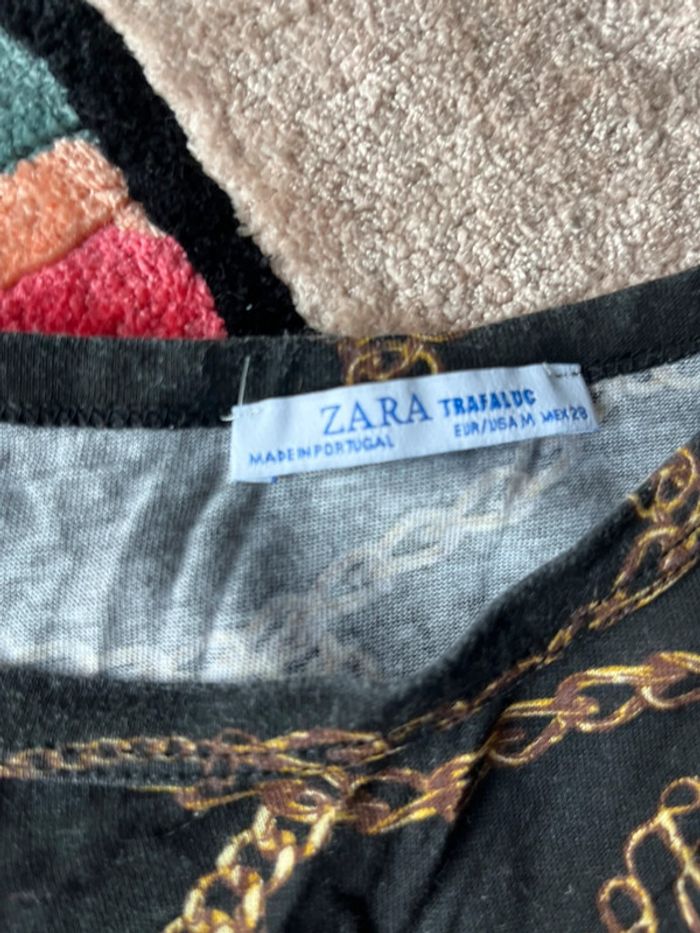 ZARA TRAFALUC
MADE IN PORTUGAL EUR/USA M MEX 28